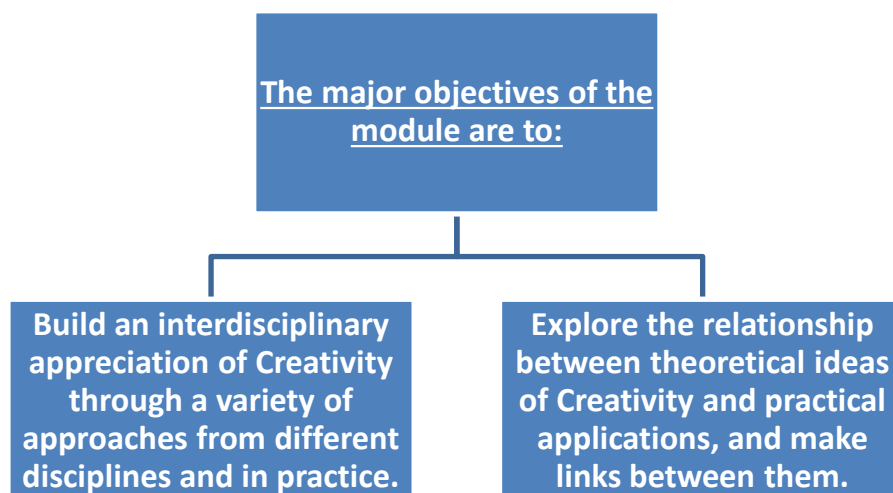 The major objectives of the
module are to:
Build an interdisciplinary
appreciation of Creativity
through a variety of
approaches from different
disciplines and in practice.
Explore the relationship
between theoretical ideas
of Creativity and practical
applications, and make
links between them.